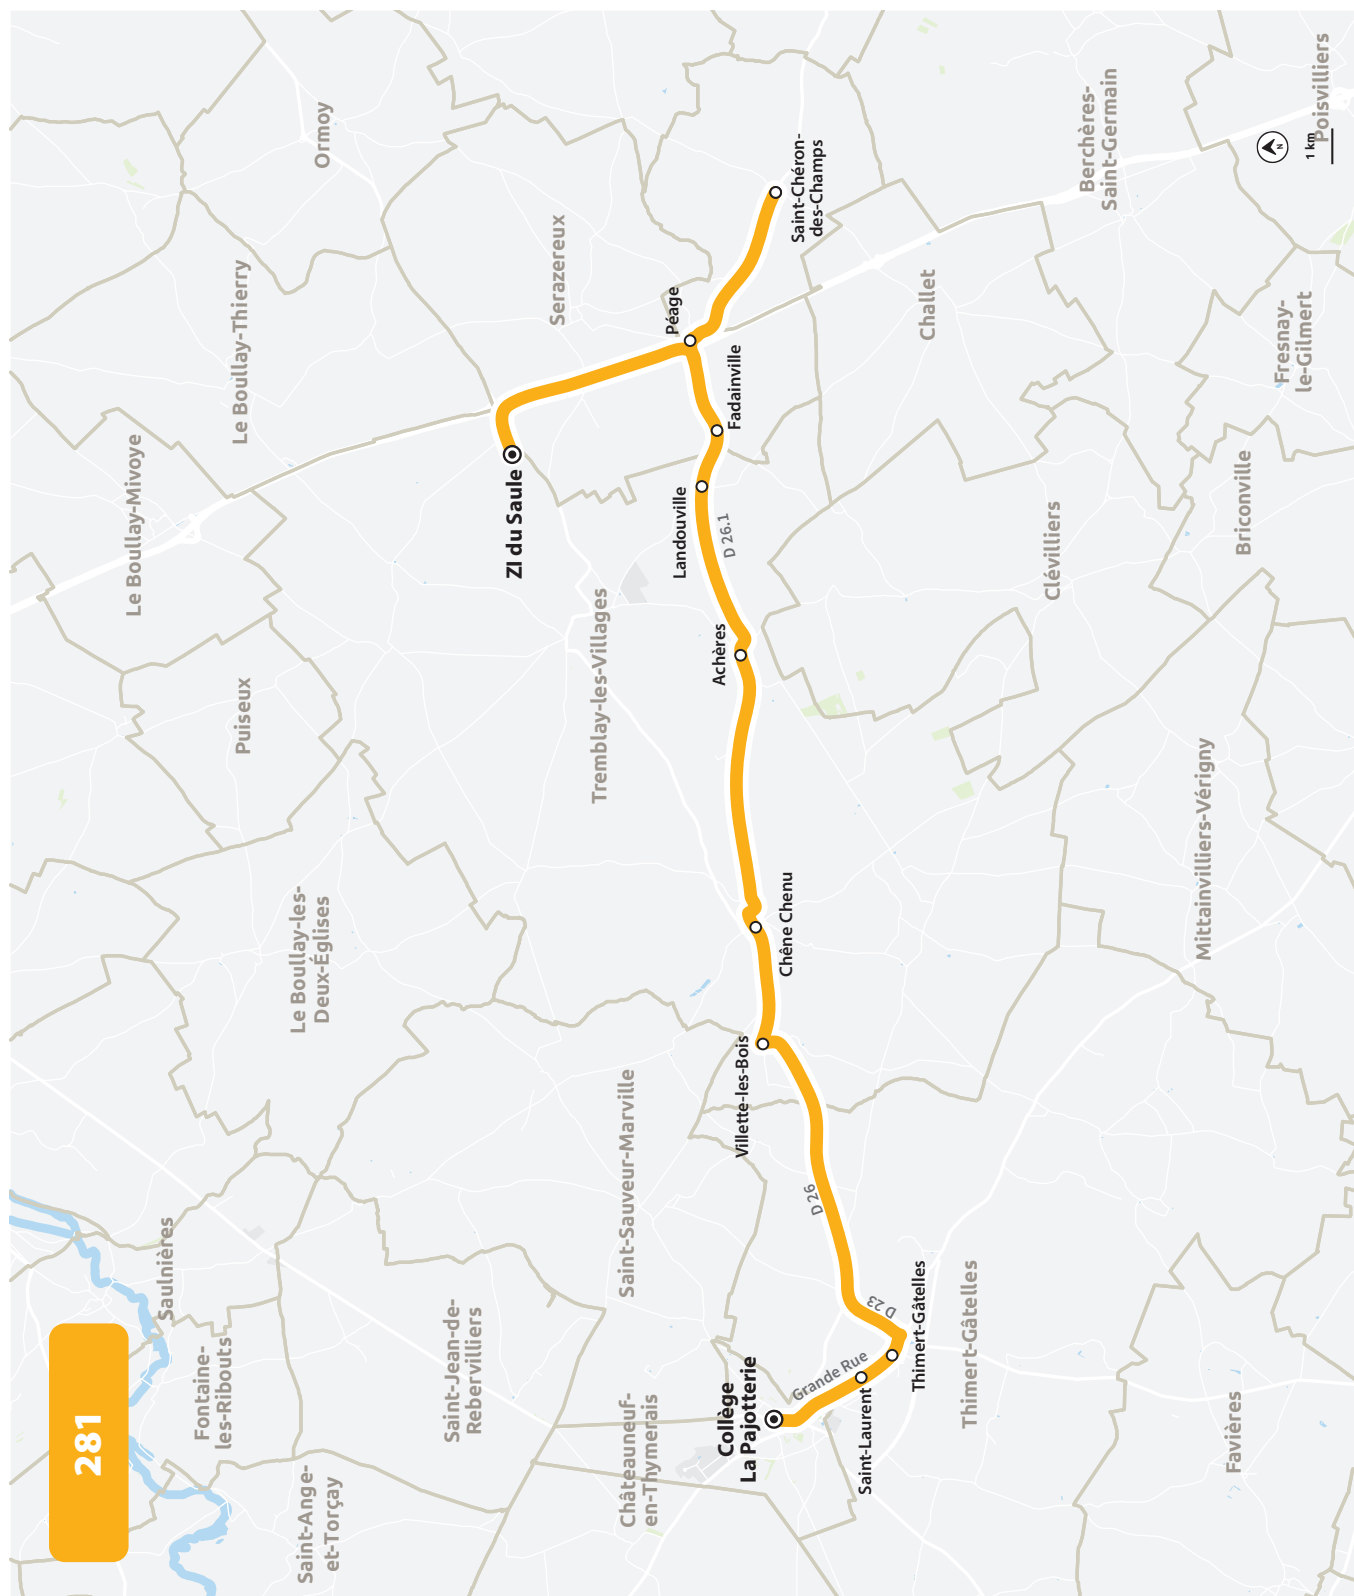 281
Ormoy
Le Boullay-Thierry
Le Boullay-Mivoye
Puiseux
Le Boullay-les-
Deux-Églises
Saulnières
Fontaine-
les-Ribouts
Saint-Ange-
et-Torçay
Saint-Jean-de-
Rebervilliers
Châteauneuf-
en-Thymerais
Saint-Sauveur-Marville
Tremblay-les-Villages
Serazereux
Berchères-
Saint-Germain
Poisvilliers
Challet
Fresnay-
le-Gilmert
Briconville
Clévilliers
Mittainvilliers-Vérigny
Thimert-Gâtelles
Favières
Collège
La Pajotterie
Grande Rue
Saint-Laurent
Thimert-Gâtelles
D 23
D 26
Villette-les-Bois
Chêne Chenu
Achères
D 26.1
Landouville
Fadainville
Péage
Saint-Chéron-
des-Champs
ZI du Saule
N
1 km